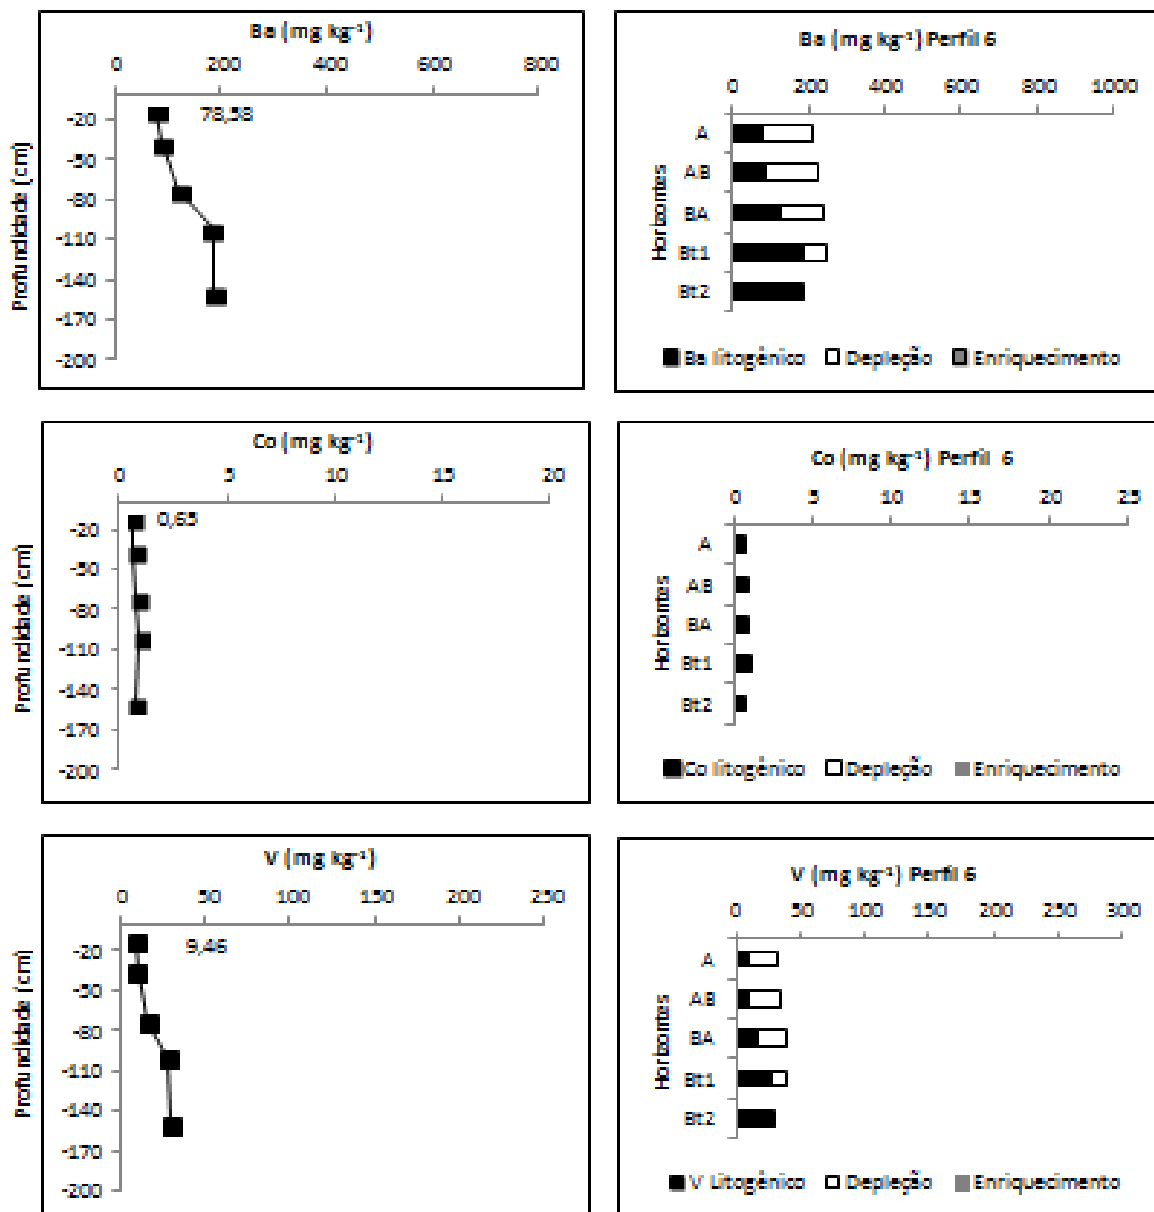 Ba (mg kg⁻¹)
0 200 400 600 800
78,58
-20
-50
-80
-110
-140
-170
-200
Profundidade (cm)
Ba (mg kg⁻¹) Perfil 6
0 200 400 600 800 1000
A
AB
BA
Bt1
Bt2
Horizontes
Ba litogênico Depleção Enriquecimento
Co (mg kg⁻¹)
0 5 10 15 20
0,65
-20
-50
-80
-110
-140
-170
-200
Profundidade (cm)
Co (mg kg⁻¹) Perfil 6
0 5 10 15 20 25
A
AB
BA
Bt1
Bt2
Horizontes
Co litogênico Depleção Enriquecimento
V (mg kg⁻¹)
0 50 100 150 200 250
9,46
-20
-50
-80
-110
-140
-170
-200
Profundidade (cm)
V (mg kg⁻¹) Perfil 6
0 50 100 150 200 250 300
A
AB
BA
Bt1
Bt2
Horizontes
V Litogênico Depleção Enriquecimento